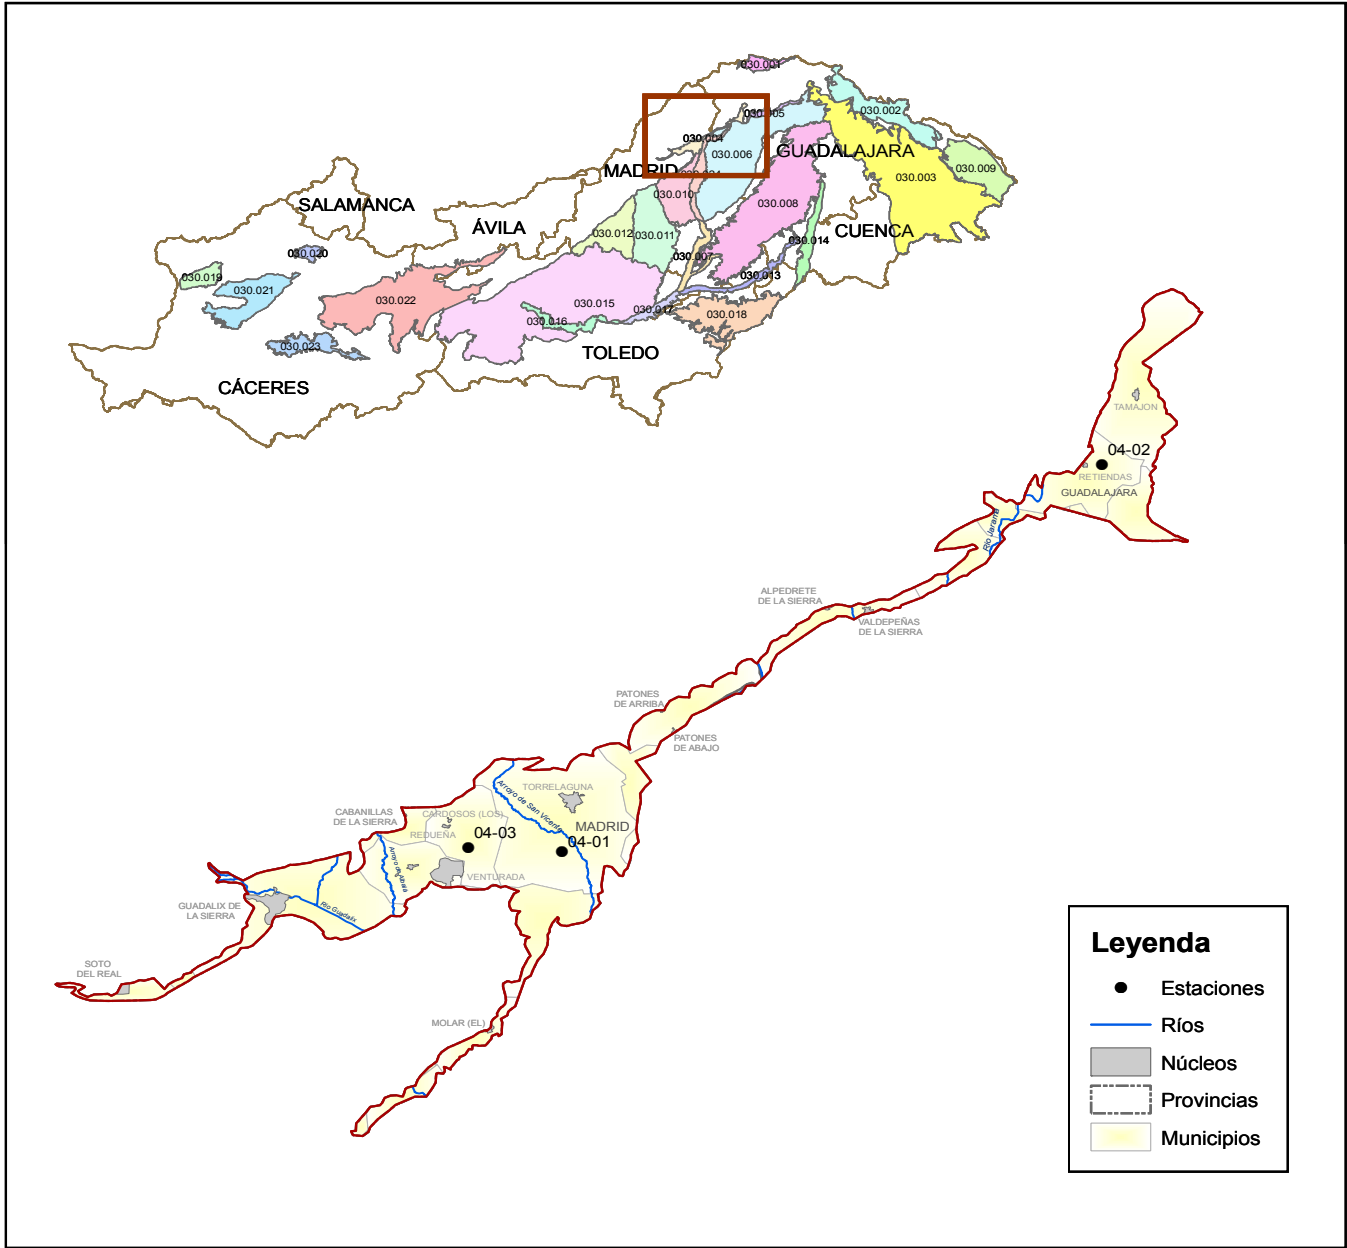 030.001
030.002
030.005
030.004
030.006
GUADALAJARA
MADRID
030.024
030.003
030.009
030.010
030.008
SALAMANCA
ÁVILA
CUENCA
030.012
030.011
030.014
030.020
030.007
030.019
030.013
030.021
030.022
030.015
030.017
030.018
030.016
030.023
TOLEDO
CÁCERES
TAMAJON
04-02
RETIENDAS
GUADALAJARA
Río Jarama
ALPEDRETE
DE LA SIERRA
VALDEPEÑAS
DE LA SIERRA
PATONES
DE ARRIBA
PATONES
DE ABAJO
TORRELAGUNA
Arroyo de San Vicente
CABANILLAS
DE LA SIERRA
CARDOSOS (LOS)
REDUEÑA
04-03
MADRID
04-01
VENTURADA
GUADALIX DE
LA SIERRA
Río Guadalix
SOTO
DEL REAL
MOLAR (EL)
Leyenda
Estaciones
Ríos
Núcleos
Provincias
Municipios